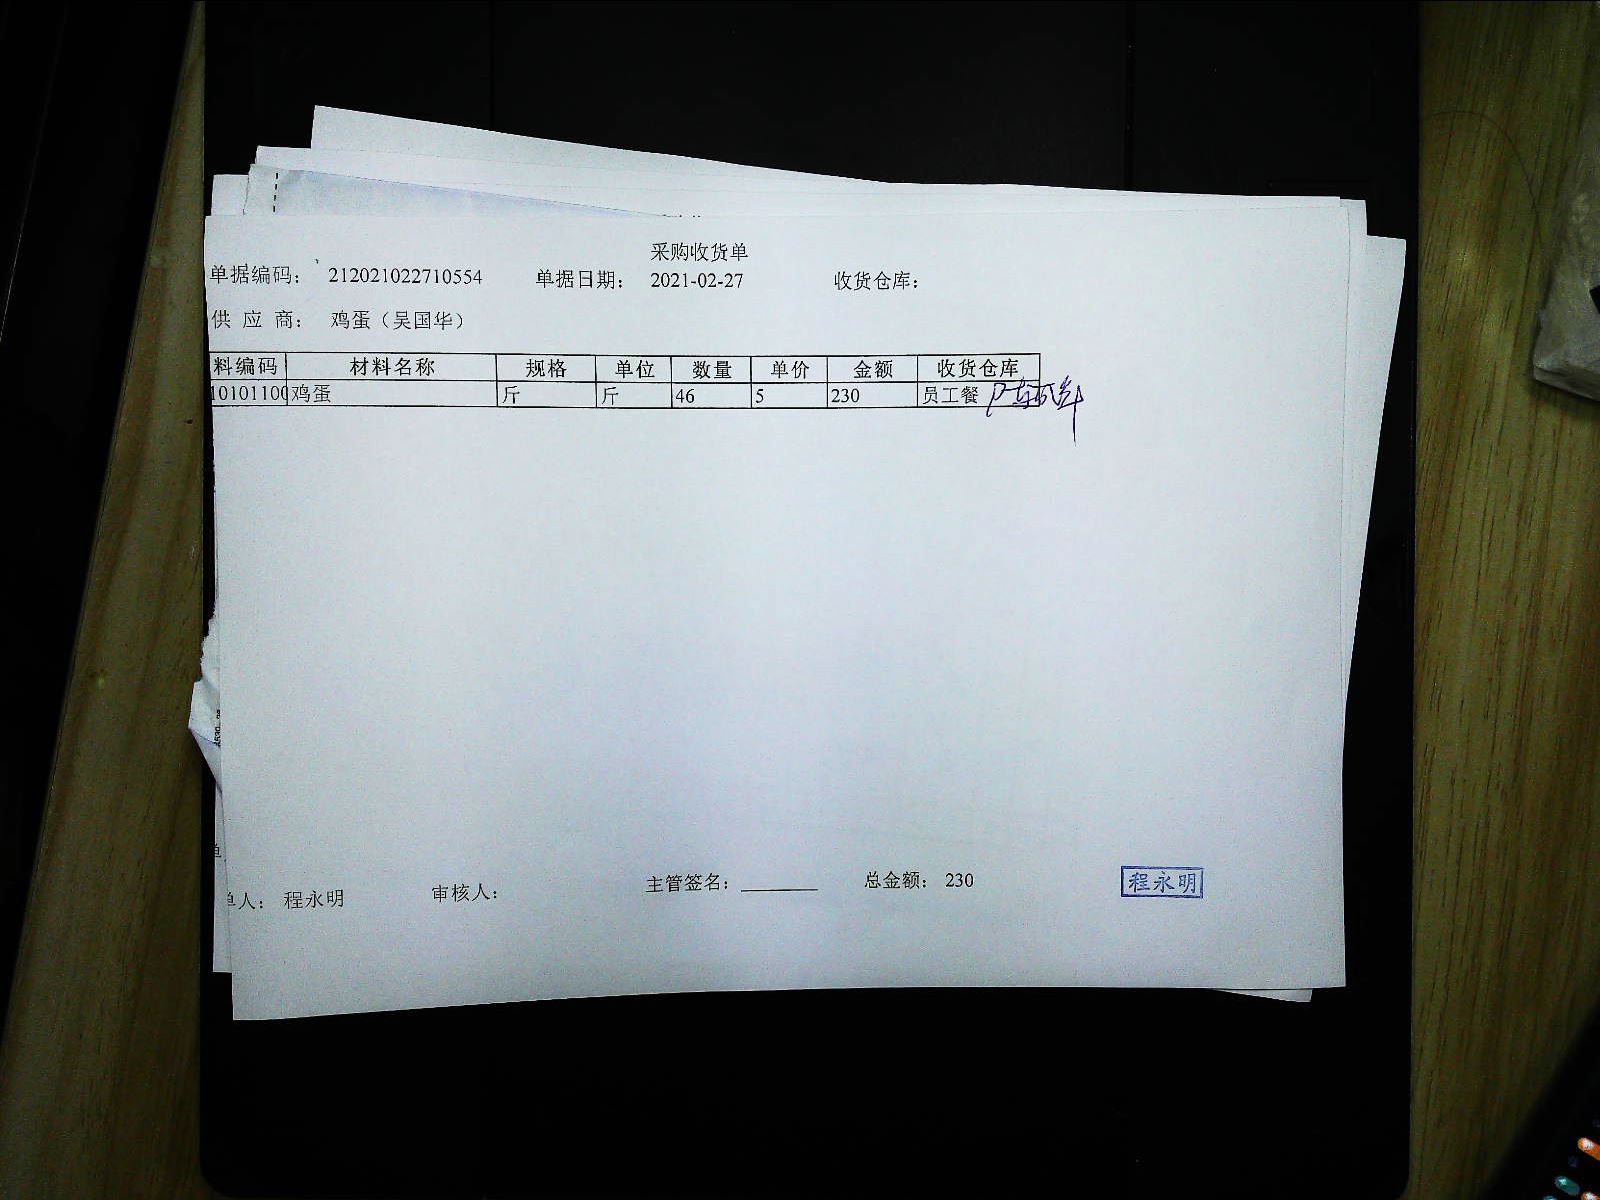 采购收货单
单据编码： 212021022710554 单据日期： 2021-02-27 收货仓库：
供 应 商： 鸡蛋（吴国华）
料编码 材料名称 规格 单位 数量 单价 金额 收货仓库
10101100 鸡蛋 斤 斤 46 5 230 员工餐
单人： 程永明 审核人： 主管签名：________ 总金额： 230 程永明